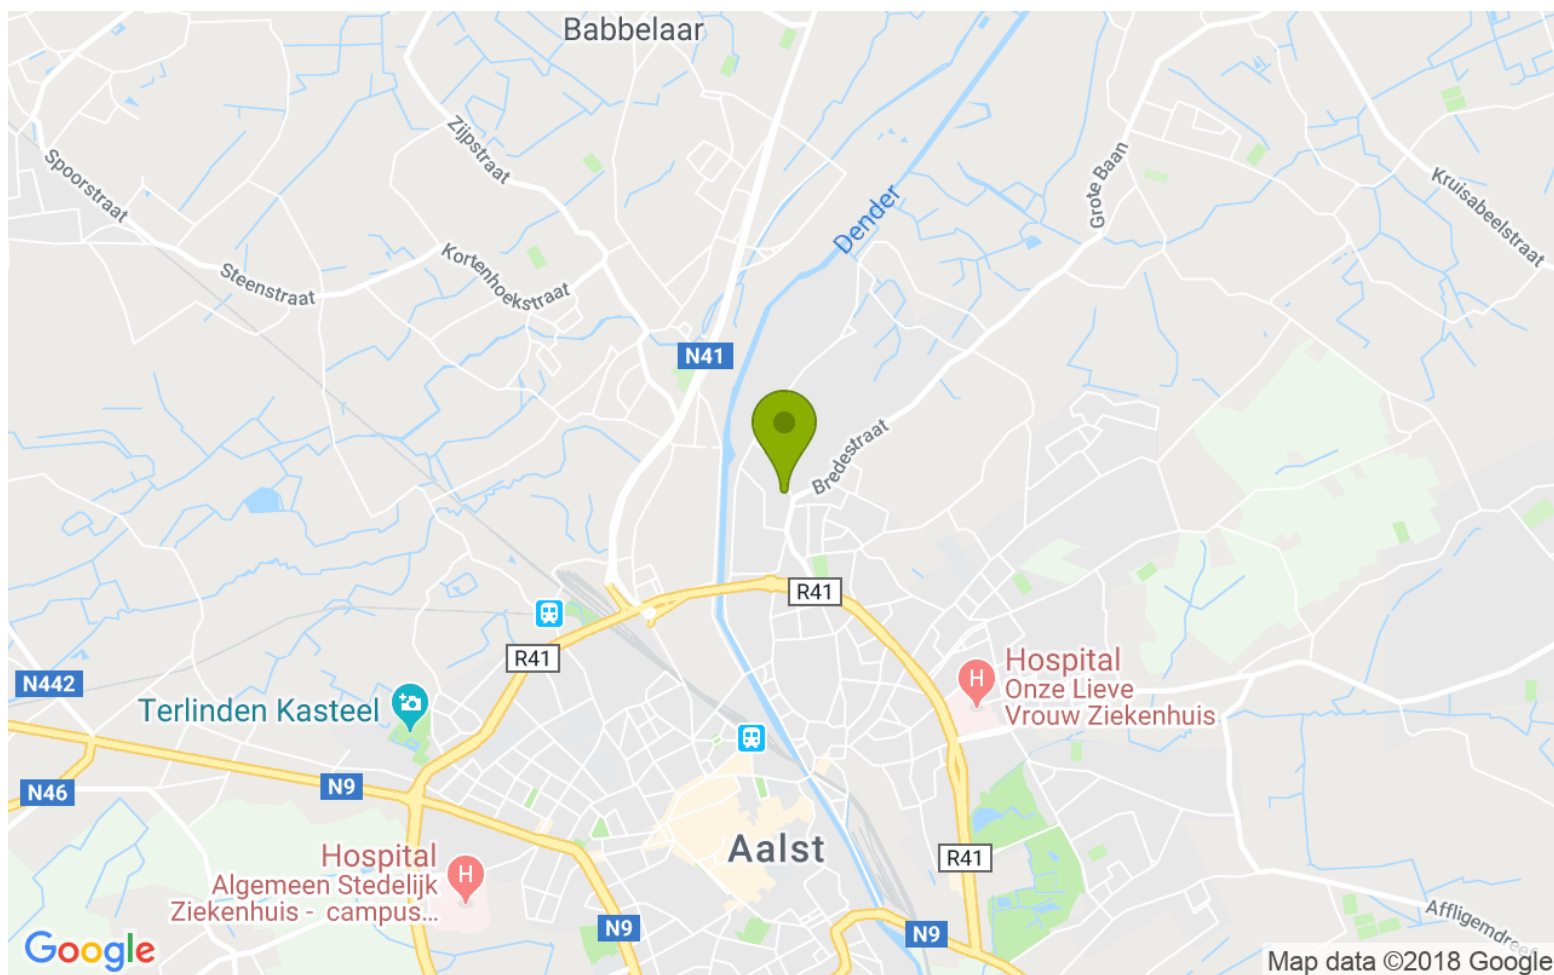 Babbelaar
Zijpstraat
Spoorstraat
Grote Baan
Kruisabeelstraat
Dender
Kortenhoekstraat
Steenstraat
N41
Bredestraat
R41
R41
Hospital
Onze Lieve
Vrouw Ziekenhuis
N442
Terlinden Kasteel
N46
N9
Aalst
R41
Hospital
Algemeen Stedelijk
Ziekenhuis - campus...
N9
N9
Affligemdreef
Google
Map data ©2018 Google